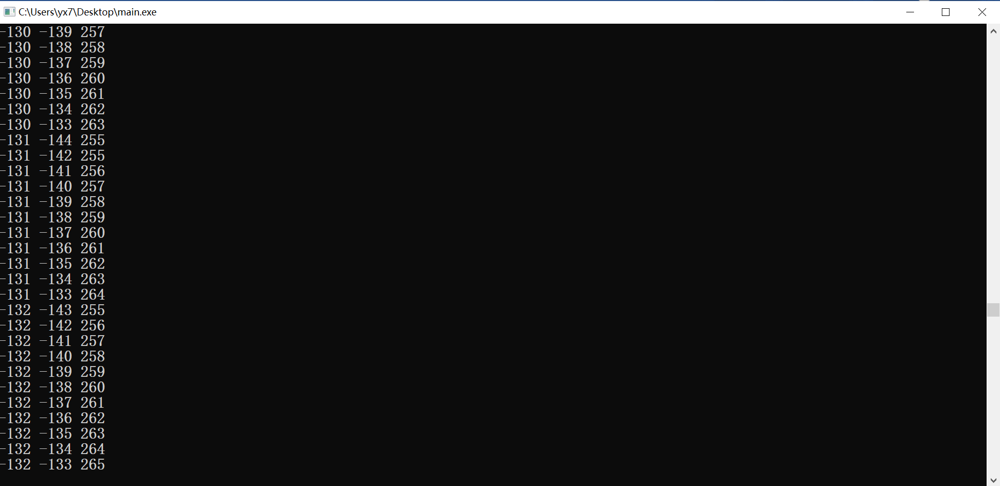 C:\Users\yx7\Desktop\main.exe
-130 -139 257
-130 -138 258
-130 -137 259
-130 -136 260
-130 -135 261
-130 -134 262
-130 -133 263
-131 -144 255
-131 -142 255
-131 -141 256
-131 -140 257
-131 -139 258
-131 -138 259
-131 -137 260
-131 -136 261
-131 -135 262
-131 -134 263
-131 -133 264
-132 -143 255
-132 -142 256
-132 -141 257
-132 -140 258
-132 -139 259
-132 -138 260
-132 -137 261
-132 -136 262
-132 -135 263
-132 -134 264
-132 -133 265